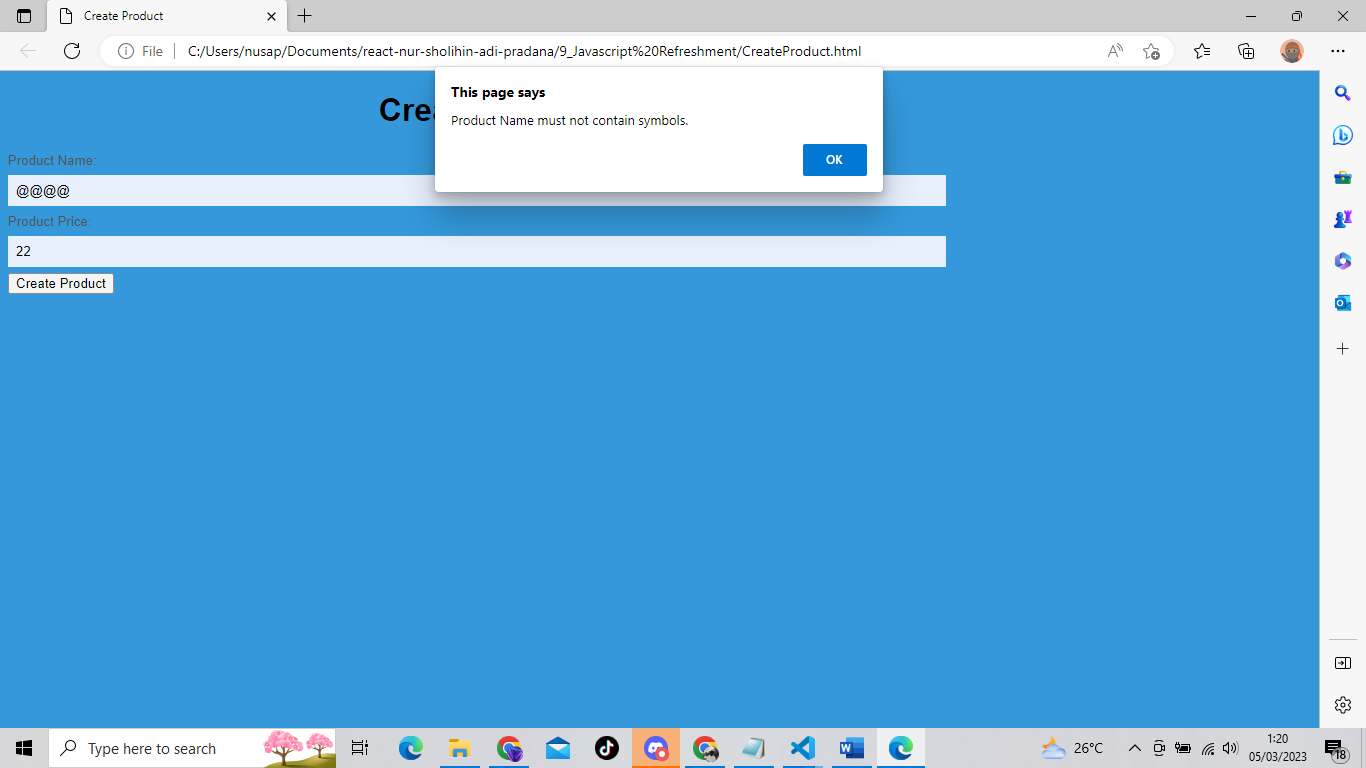 Create Product
File
C:/Users/nusap/Documents/react-nur-sholihin-adi-pradana/9_Javascript%20Refreshment/CreateProduct.html
This page says
Product Name must not contain symbols.
OK
Product Name:
@@@@
Product Price:
22
Create Product
Type here to search
26°C
1:20
05/03/2023
18